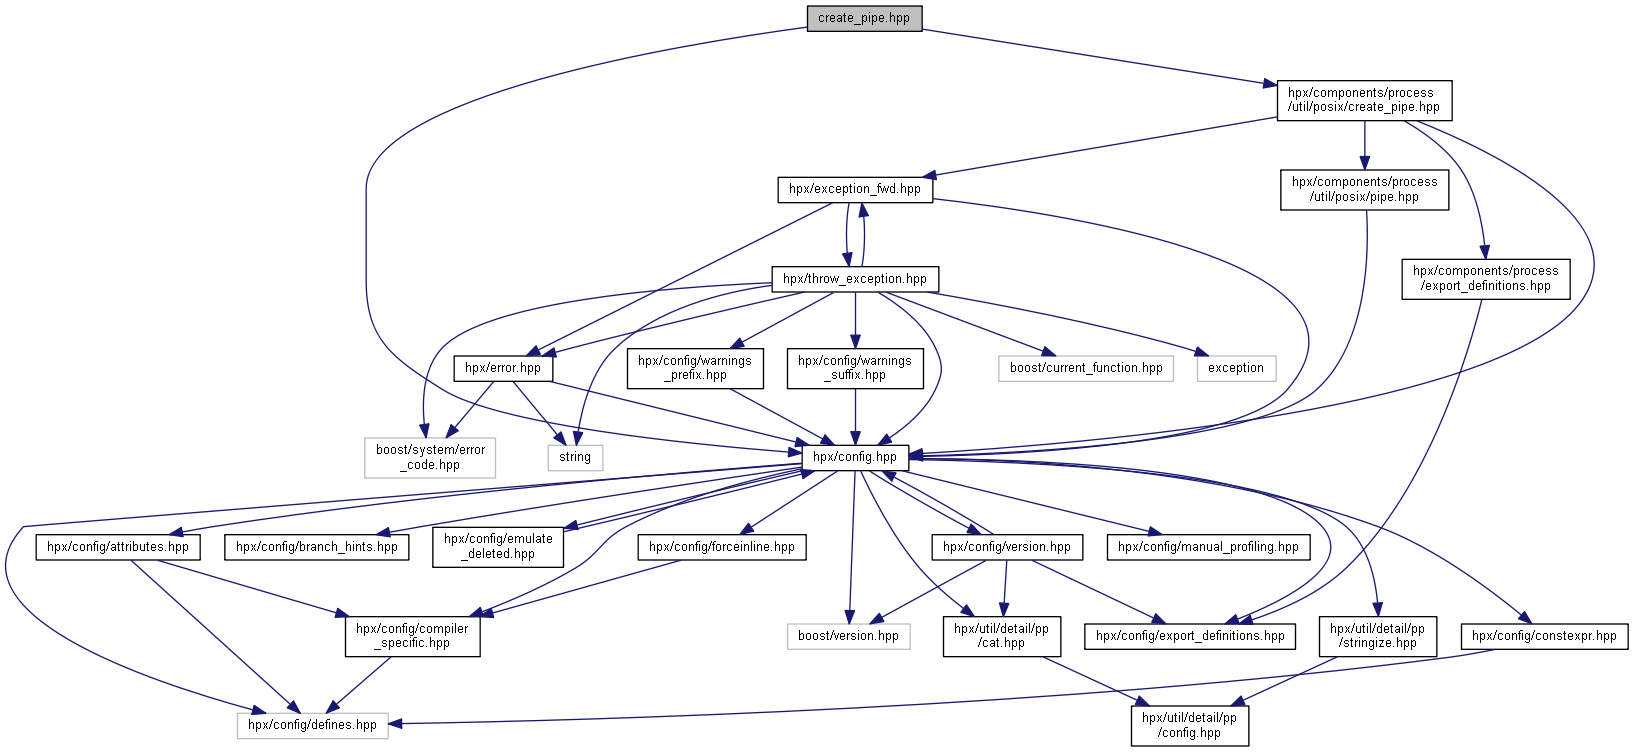 create_pipe.hpp
hpx/components/process
/util/posix/create_pipe.hpp
hpx/exception_fwd.hpp
hpx/components/process
/util/posix/pipe.hpp
hpx/throw_exception.hpp
hpx/components/process
/export_definitions.hpp
hpx/error.hpp
hpx/config/warnings
_prefix.hpp
hpx/config/warnings
_suffix.hpp
boost/current_function.hpp
exception
boost/system/error
_code.hpp
string
hpx/config.hpp
hpx/config/attributes.hpp
hpx/config/branch_hints.hpp
hpx/config/emulate
_deleted.hpp
hpx/config/forceinline.hpp
hpx/config/version.hpp
hpx/config/manual_profiling.hpp
hpx/config/compiler
_specific.hpp
boost/version.hpp
hpx/util/detail/pp
/cat.hpp
hpx/config/export_definitions.hpp
hpx/util/detail/pp
/stringize.hpp
hpx/config/constexpr.hpp
hpx/config/defines.hpp
hpx/util/detail/pp
/config.hpp